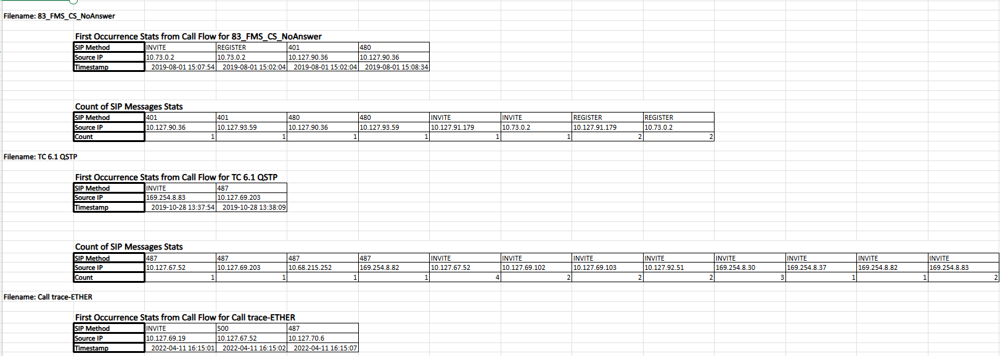 Filename: 83_FMS_CS_NoAnswer
First Occurrence Stats from Call Flow for 83_FMS_CS_NoAnswer
SIP Method INVITE REGISTER 401 480
Source IP 10.73.0.2 10.73.0.2 10.127.90.36 10.127.90.36
Timestamp 2019-08-01 15:07:54 2019-08-01 15:02:04 2019-08-01 15:02:04 2019-08-01 15:08:34
Count of SIP Messages Stats
SIP Method 401 401 480 480 INVITE INVITE REGISTER REGISTER
Source IP 10.127.90.36 10.127.93.59 10.127.90.36 10.127.93.59 10.127.91.179 10.73.0.2 10.127.91.179 10.73.0.2
Count 1 1 1 1 1 1 2 2
Filename: TC 6.1 QSTP
First Occurrence Stats from Call Flow for TC 6.1 QSTP
SIP Method INVITE 487
Source IP 169.254.8.83 10.127.69.203
Timestamp 2019-10-28 13:37:54 2019-10-28 13:38:09
Count of SIP Messages Stats
SIP Method 487 487 487 487 INVITE INVITE INVITE INVITE INVITE INVITE INVITE INVITE
Source IP 10.127.67.52 10.127.69.203 10.68.215.252 169.254.8.82 10.127.67.52 10.127.69.102 10.127.69.103 10.127.92.51 169.254.8.30 169.254.8.37 169.254.8.82 169.254.8.83
Count 1 1 1 1 4 2 2 2 3 1 1 2
Filename: Call trace-ETHER
First Occurrence Stats from Call Flow for Call trace-ETHER
SIP Method INVITE 500 487
Source IP 10.127.69.19 10.127.67.52 10.127.70.6
Timestamp 2022-04-11 16:15:01 2022-04-11 16:15:02 2022-04-11 16:15:07